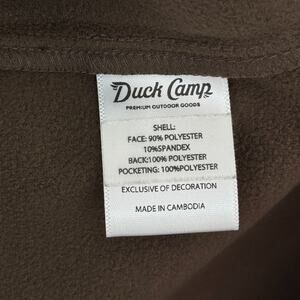 Duck Camp
PREMIUM OUTDOOR GOODS
SHELL:
FACE: 90% POLYESTER
10%SPANDEX
BACK:100% POLYESTER
POCKETING: 100%POLYESTER
EXCLUSIVE OF DECORATION
MADE IN CAMBODIA